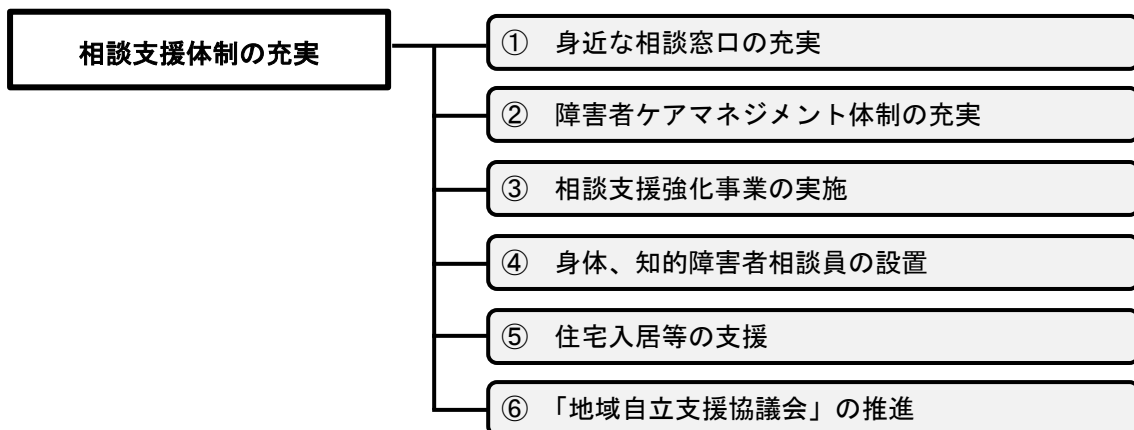 相談支援体制の充実
① 身近な相談窓口の充実
② 障害者ケアマネジメント体制の充実
③ 相談支援強化事業の実施
④ 身体、知的障害者相談員の設置
⑤ 住宅入居等の支援
⑥ 「地域自立支援協議会」の推進